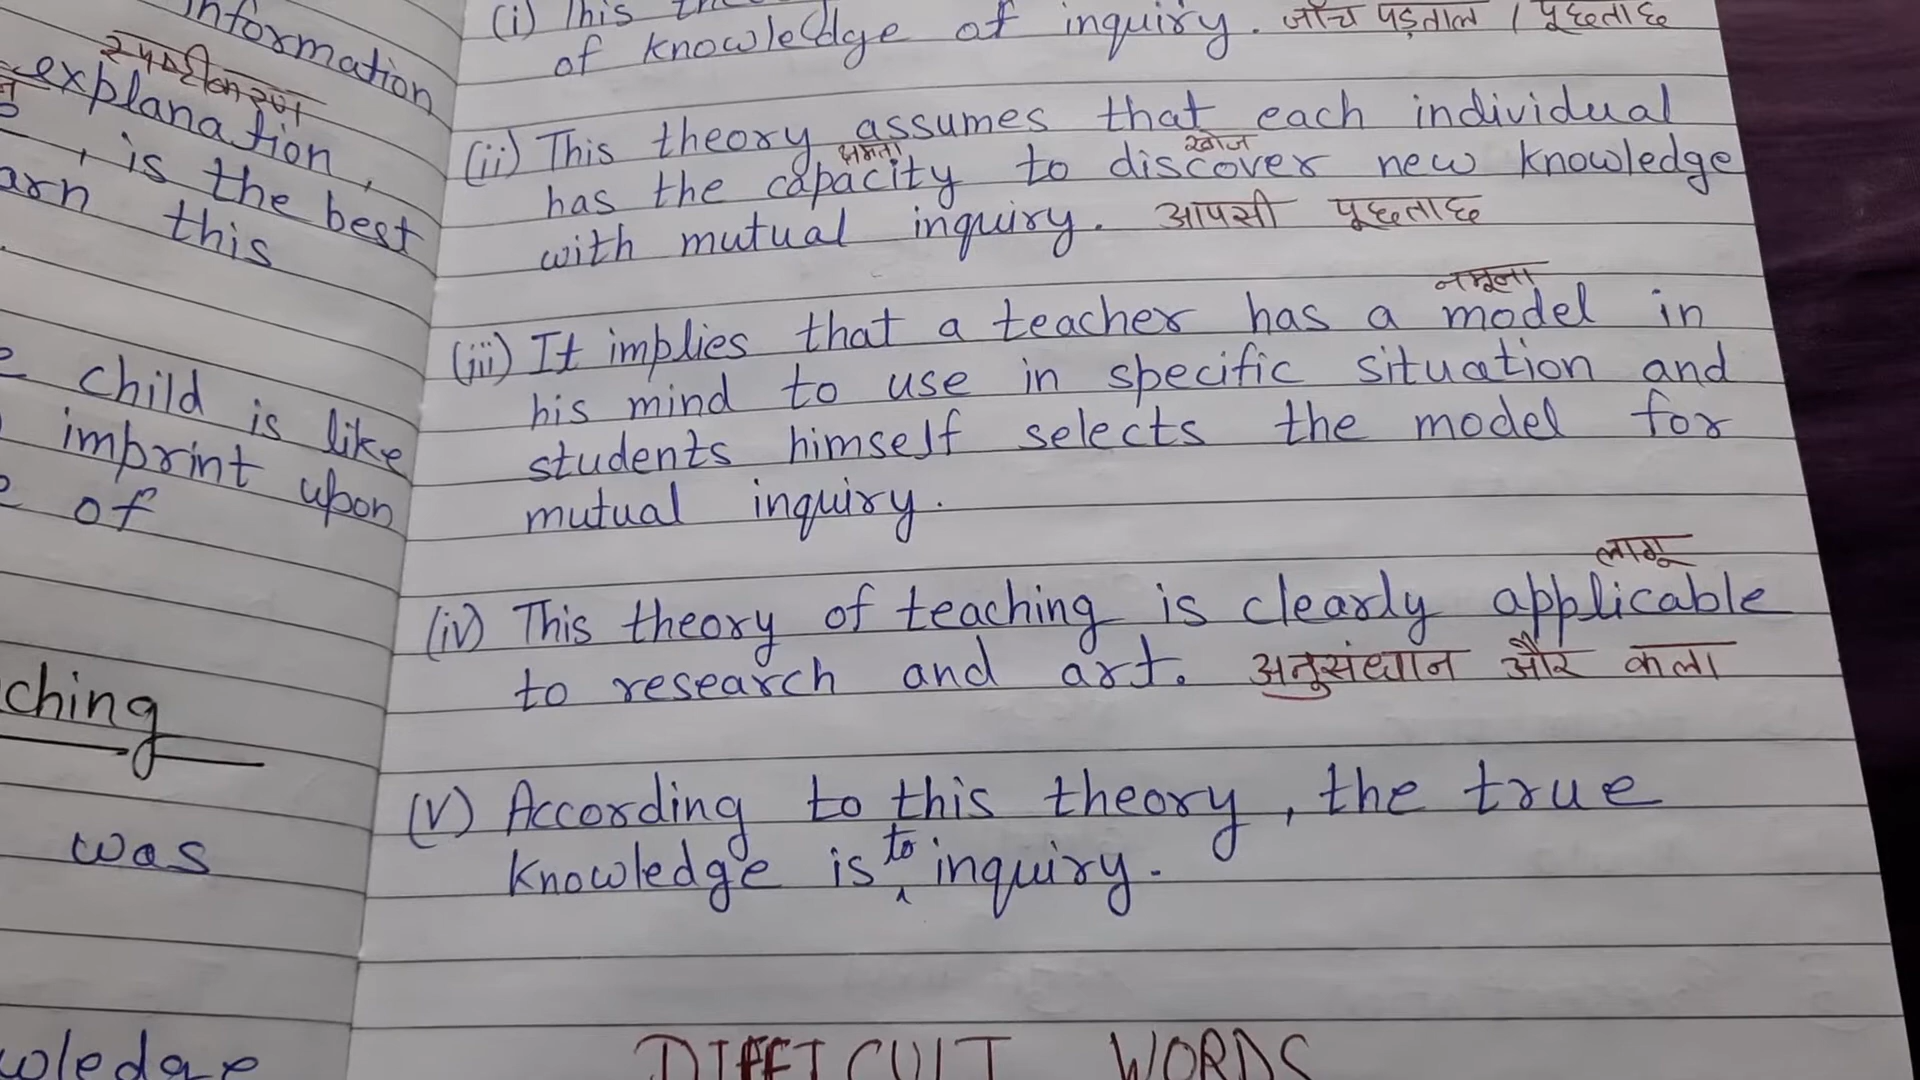 information
स्पष्टीकरण
explanation,
, is the best
arn this
child is like
imprint upon
of
ching
was
wledge
(i) This
of knowledge of inquiry. जाँच पड़ताल / पूछताछ
(ii) This theory assumes that each individual
क्षमता खोज
has the capacity to discover new knowledge
with mutual inquiry. आपसी पूछताछ
नमूना
(iii) It implies that a teacher has a model in
his mind to use in specific situation and
students himself selects the model for
mutual inquiry.
लागू
(iv) This theory of teaching is clearly applicable
to research and art. अनुसंधान और कला
(v) According to this theory, the true
knowledge is to inquiry.
DIFFICULT WORDS